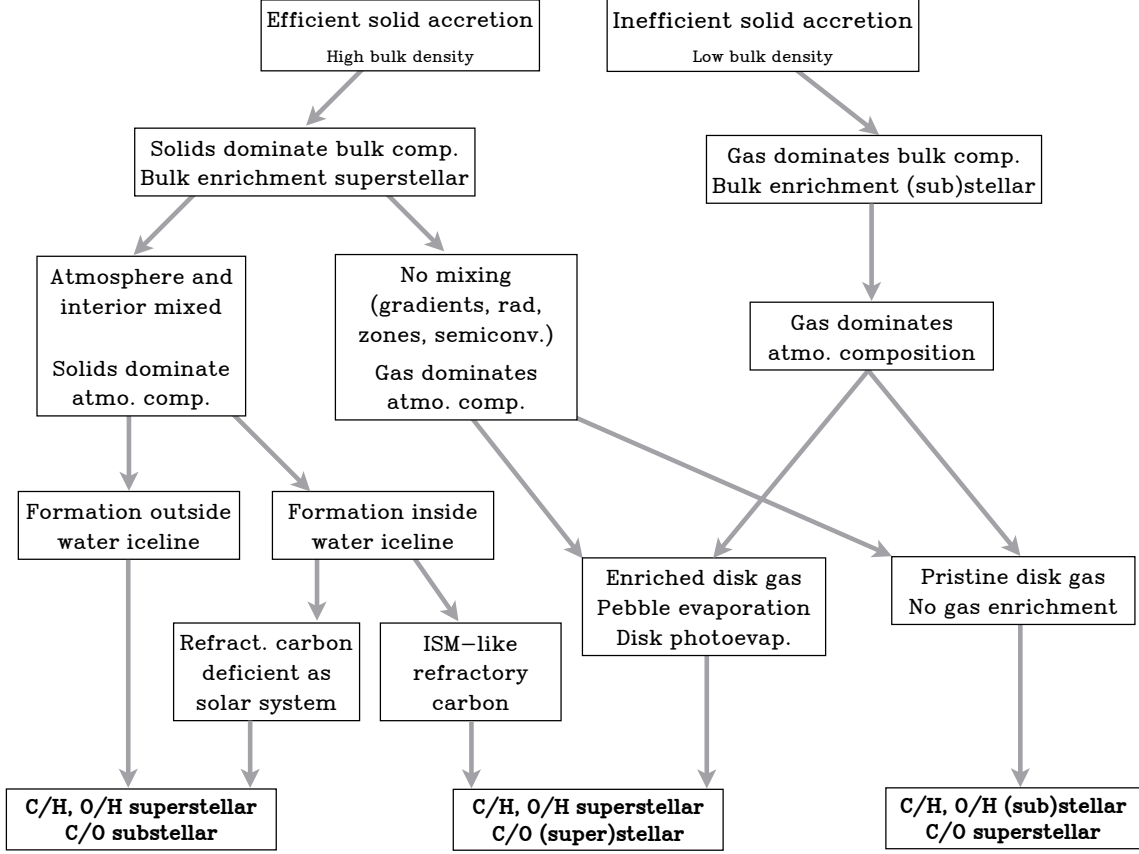 Efficient solid accretion
High bulk density
Inefficient solid accretion
Low bulk density
Solids dominate bulk comp.
Bulk enrichment superstellar
Gas dominates bulk comp.
Bulk enrichment (sub)stellar
Atmosphere and
interior mixed
Solids dominate
atmo. comp.
No mixing
(gradients, rad,
zones, semiconv.)
Gas dominates
atmo. comp.
Gas dominates
atmo. composition
Formation outside
water iceline
Formation inside
water iceline
Enriched disk gas
Pebble evaporation
Disk photoevap.
Pristine disk gas
No gas enrichment
Refract. carbon
deficient as
solar system
ISM−like
refractory
carbon
C/H, O/H superstellar
C/O substellar
C/H, O/H superstellar
C/O (super)stellar
C/H, O/H (sub)stellar
C/O superstellar